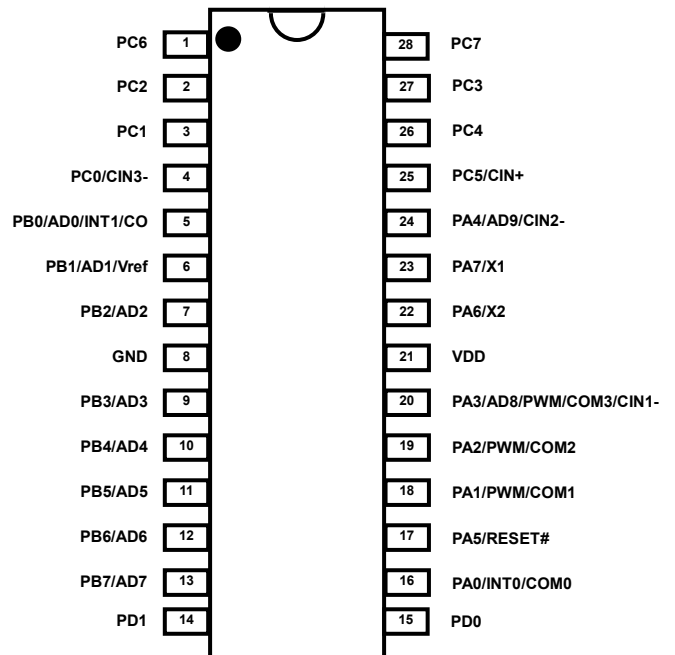 PC6 1 28 PC7
PC2 2 27 PC3
PC1 3 26 PC4
PC0/CIN3- 4 25 PC5/CIN+
PB0/AD0/INT1/CO 5 24 PA4/AD9/CIN2-
PB1/AD1/Vref 6 23 PA7/X1
PB2/AD2 7 22 PA6/X2
GND 8 21 VDD
PB3/AD3 9 20 PA3/AD8/PWM/COM3/CIN1-
PB4/AD4 10 19 PA2/PWM/COM2
PB5/AD5 11 18 PA1/PWM/COM1
PB6/AD6 12 17 PA5/RESET#
PB7/AD7 13 16 PA0/INT0/COM0
PD1 14 15 PD0